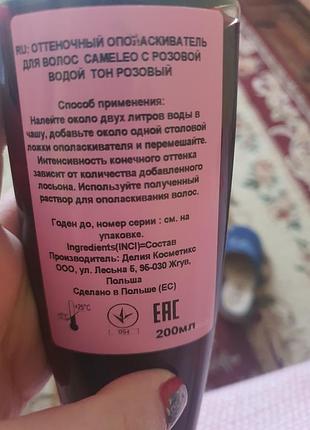 RU: ОТТЕНОЧНЫЙ ОПОЛАСКИВАТЕЛЬ
ДЛЯ ВОЛОС CAMELEO С РОЗОВОЙ
ВОДОЙ ТОН РОЗОВЫЙ
Способ применения:
Налейте около двух литров воды в
чашу, добавьте около одной столовой
ложки ополаскивателя и перемешайте.
Интенсивность конечного оттенка
зависит от количества добавленного
лосьона. Используйте полученный
раствор для ополаскивания волос.
Годен до, номер серии : см. на
упаковке.
Ingredients(INCI)=Состав
Производитель: Делия Косметикс
ООО, ул. Лесьна 6, 96-030 Жгув,
Польша
Сделано в Польше (ЕС)
+25°C
EAC
200мл